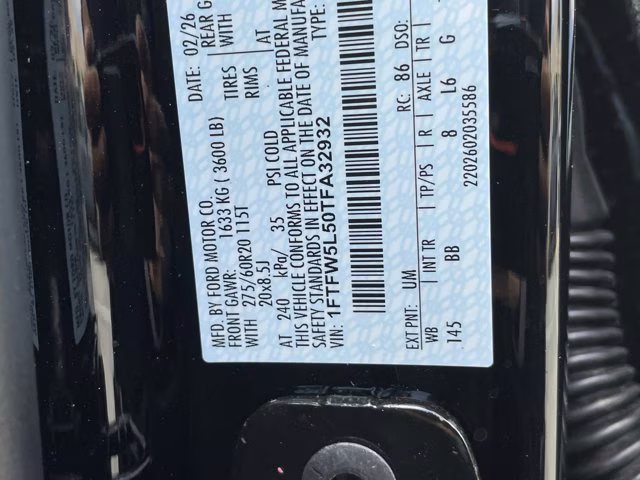 MFD. BY FORD MOTOR CO. DATE: 02/26
FRONT GAWR: 1633 KG ( 3600 LB) REAR G
WITH 275/60R20 115T TIRES WITH
20x8.5J RIMS
AT 240 kPa/ 35 PSI COLD AT
THIS VEHICLE CONFORMS TO ALL APPLICABLE FEDERAL M
SAFETY STANDARDS IN EFFECT ON THE DATE OF MANUFA
VIN: 1FTFW5L50TFA32932 TYPE:
EXT PNT: UM RC: 86 DSO:
WB INT TR TP/PS R AXLE TR
145 BB 8 L6 G
2202602035586